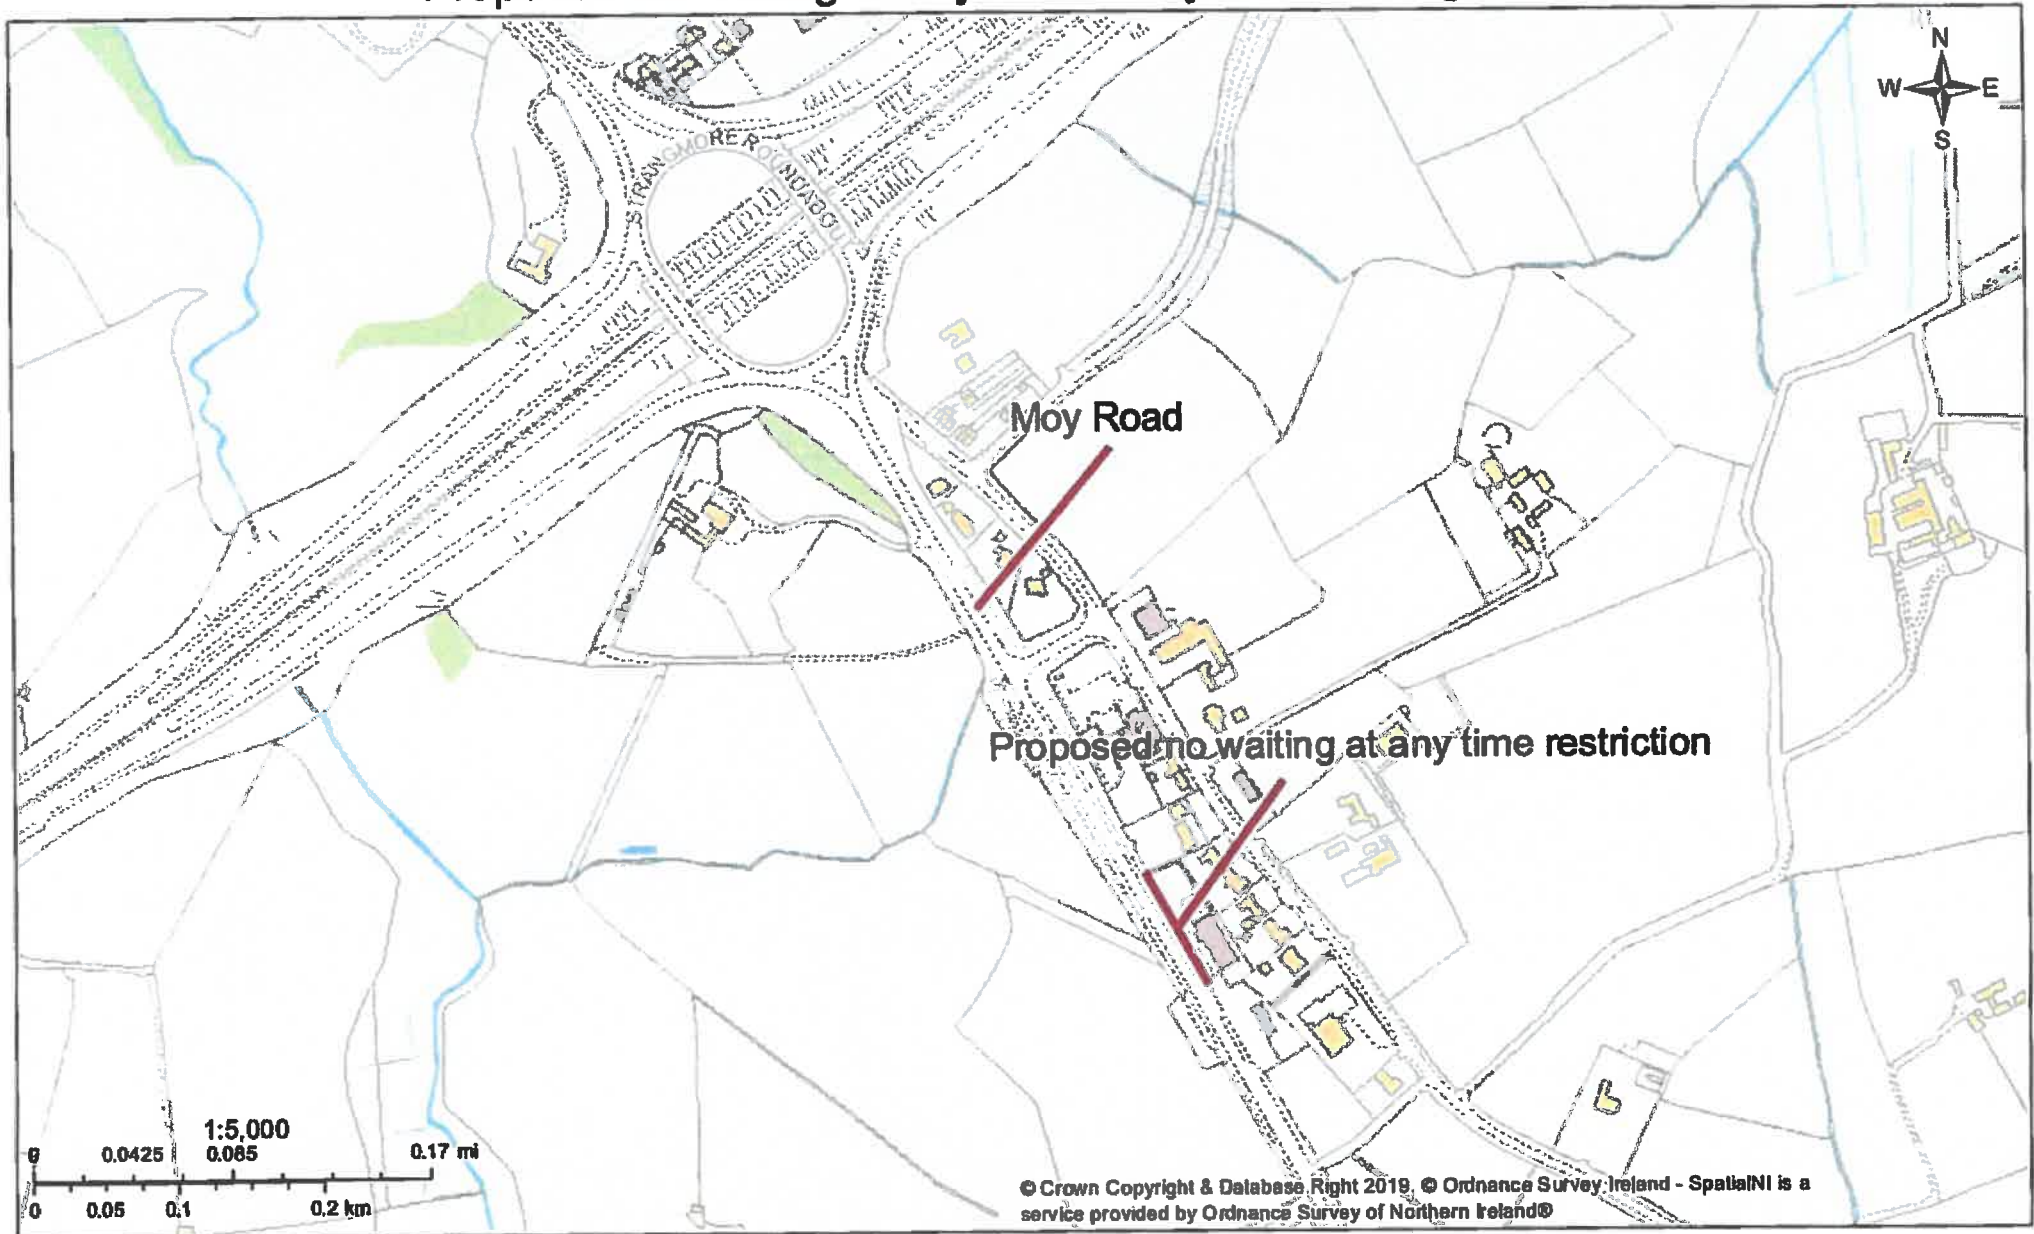 N
W E
S
STRANGMORE ROUNDABOUT
Moy Road
Proposed no waiting at any time restriction
1:5,000
0 0.0425 0.085 0.17 mi
0 0.05 0.1 0.2 km
© Crown Copyright & Database Right 2019, © Ordnance Survey Ireland - SpatialNI is a
service provided by Ordnance Survey of Northern Ireland®